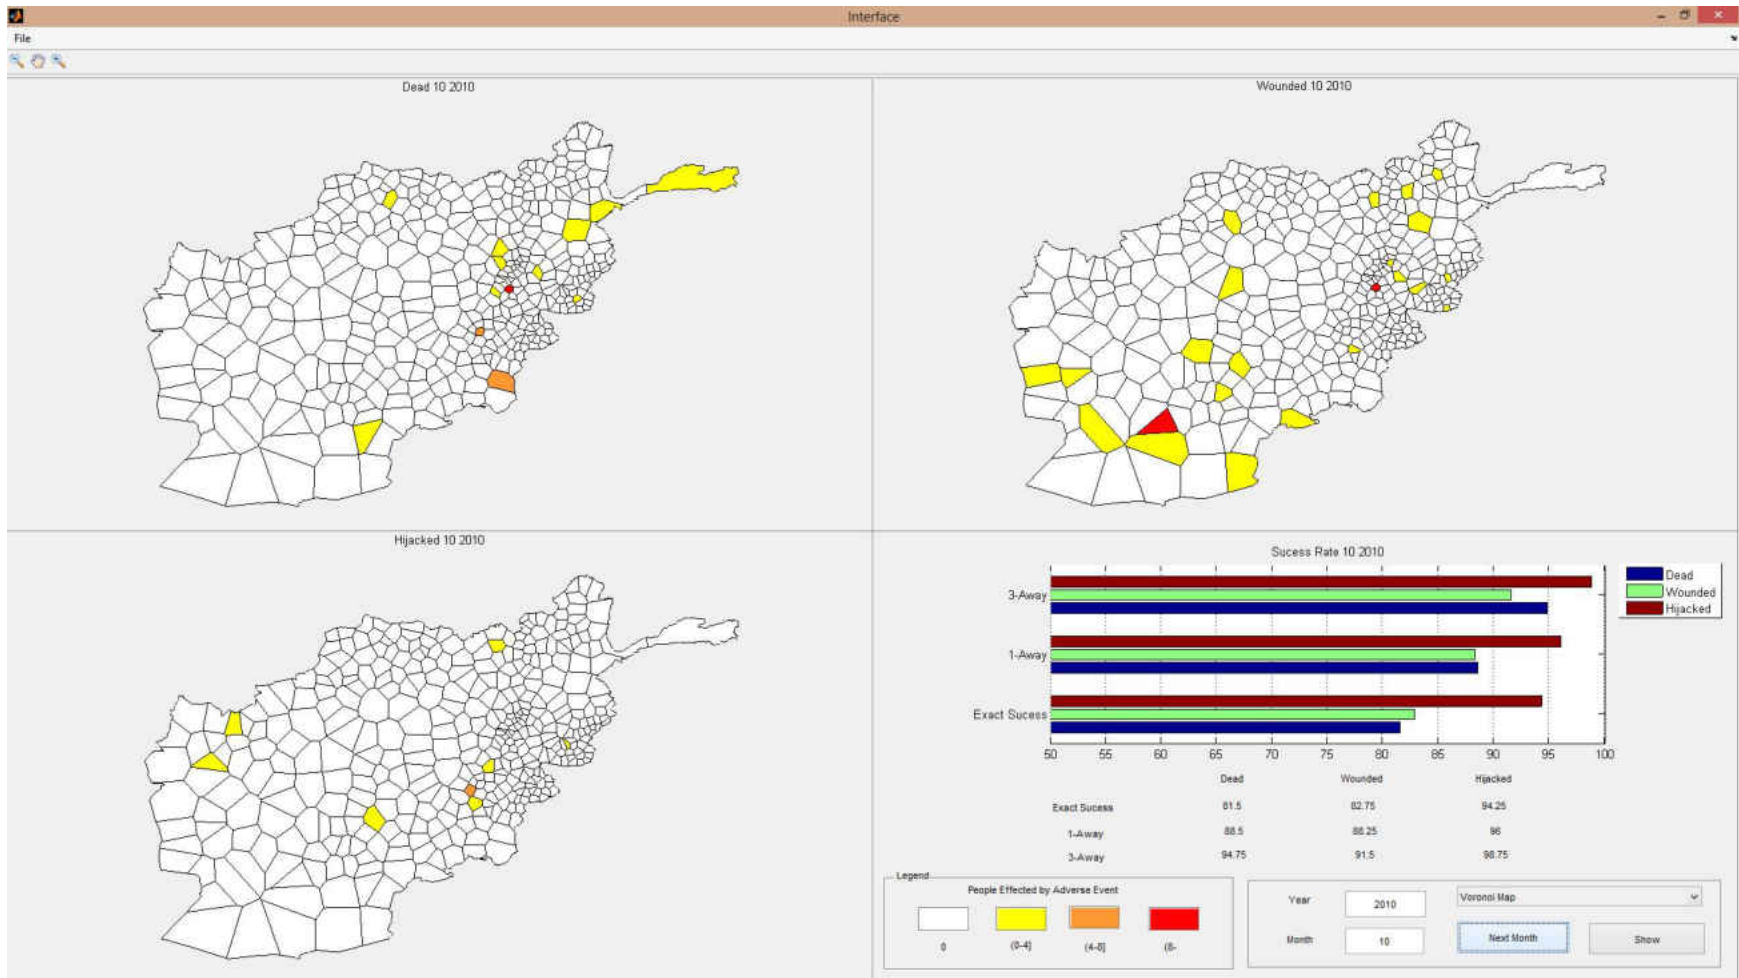 Interface
File
Dead 10 2010
Wounded 10 2010
Hijacked 10 2010
Sucess Rate 10 2010
Dead
Wounded
Hijacked
3-Away
1-Away
Exact Sucess
50 55 60 65 70 75 80 85 90 95 100
Dead Wounded Hijacked
Exact Sucess 81.5 82.75 94.25
1-Away 88.5 88.25 96
3-Away 94.75 91.5 98.75
Legend
People Effected by Adverse Event
0 (0-4] (4-8] (8-
Year 2010 Voronoi Map
Month 10 Next Month Show